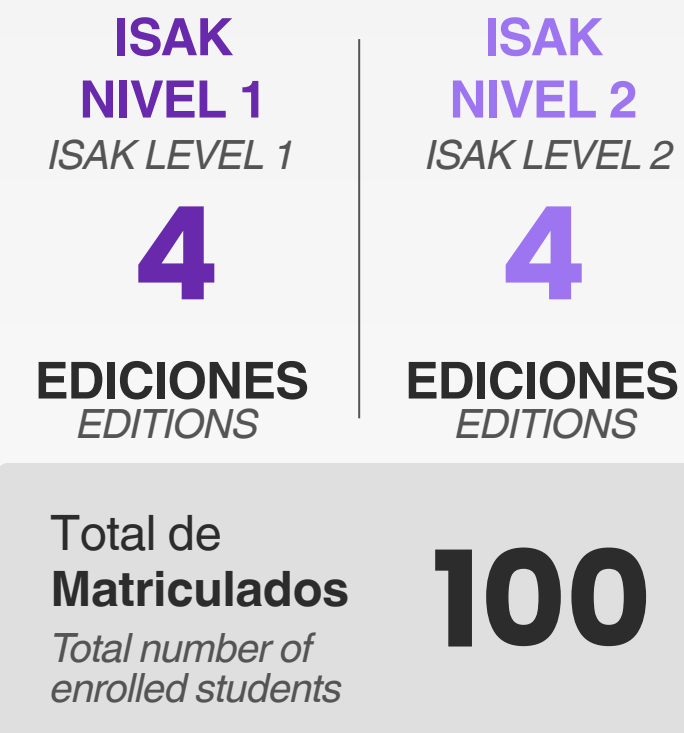 ISAK
NIVEL 1
ISAK LEVEL 1
4
EDICIONES
EDITIONS
ISAK
NIVEL 2
ISAK LEVEL 2
4
EDICIONES
EDITIONS
Total de
Matriculados
Total number of
enrolled students
100